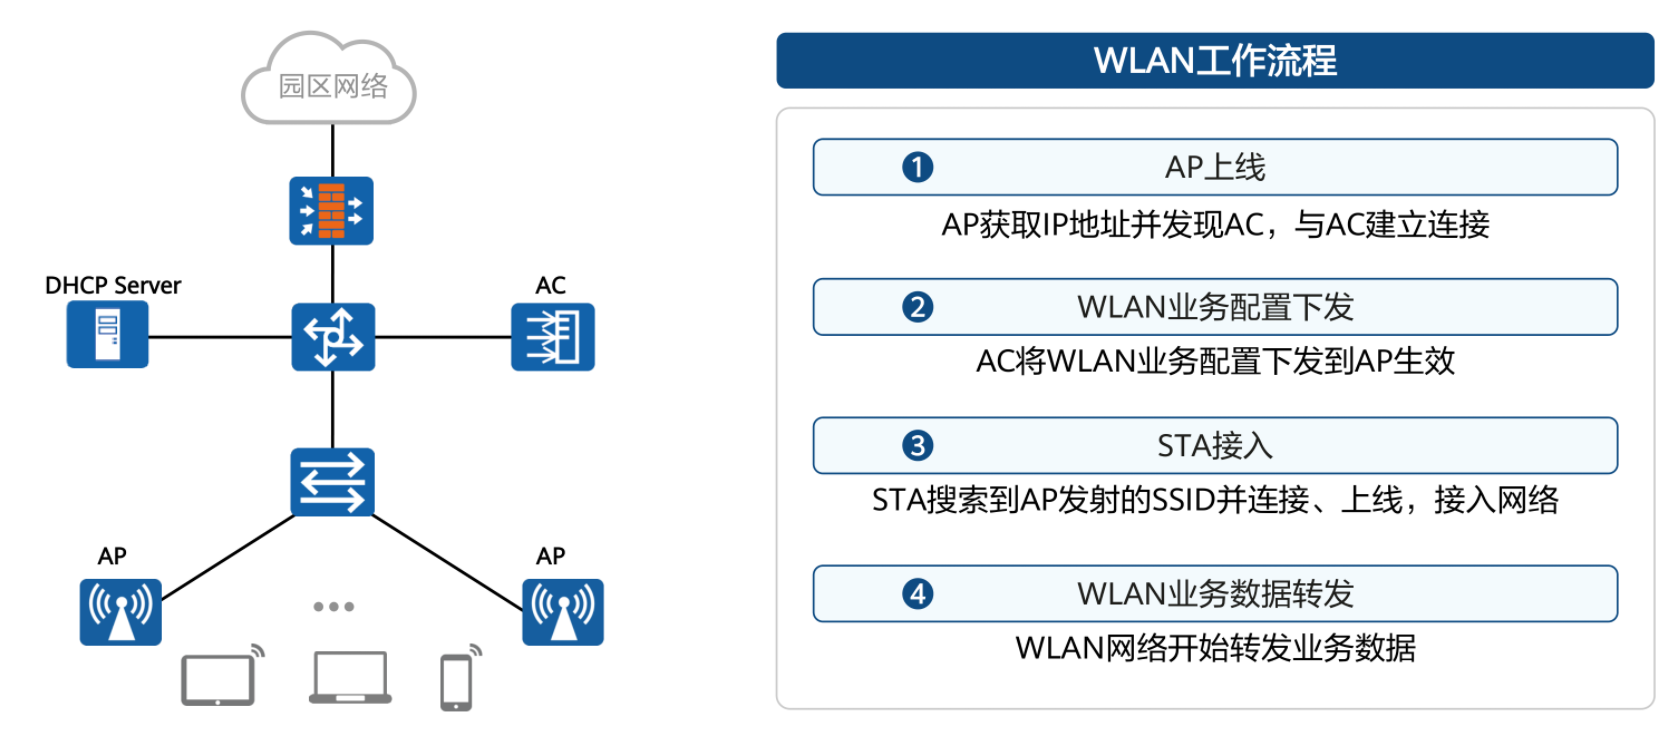 园区网络
DHCP Server
AC
AP
AP
WLAN工作流程
1 AP上线
AP获取IP地址并发现AC，与AC建立连接
2 WLAN业务配置下发
AC将WLAN业务配置下发到AP生效
3 STA接入
STA搜索到AP发射的SSID并连接、上线，接入网络
4 WLAN业务数据转发
WLAN网络开始转发业务数据